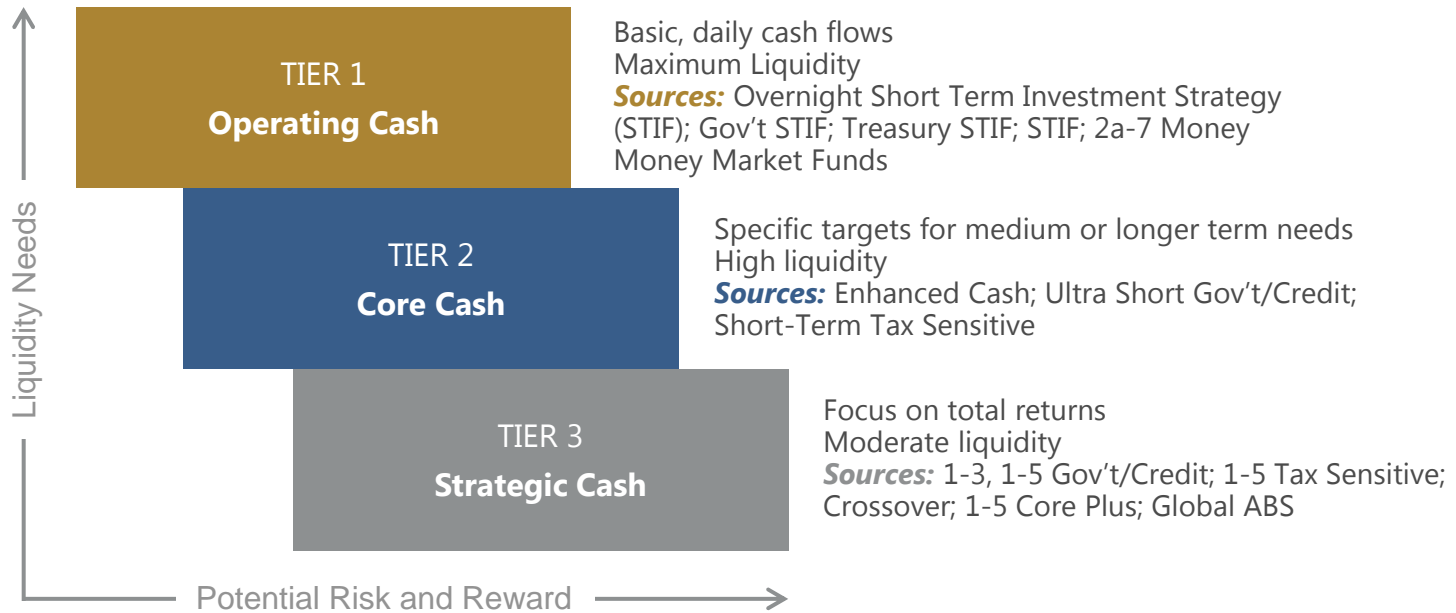 TIER 1
Operating Cash
Basic, daily cash flows
Maximum Liquidity
Sources: Overnight Short Term Investment Strategy
(STIF); Gov’t STIF; Treasury STIF; STIF; 2a-7 Money
Money Market Funds
TIER 2
Core Cash
Specific targets for medium or longer term needs
High liquidity
Sources: Enhanced Cash; Ultra Short Gov’t/Credit;
Short-Term Tax Sensitive
TIER 3
Strategic Cash
Focus on total returns
Moderate liquidity
Sources: 1-3, 1-5 Gov’t/Credit; 1-5 Tax Sensitive;
Crossover; 1-5 Core Plus; Global ABS
Liquidity Needs
Potential Risk and Reward